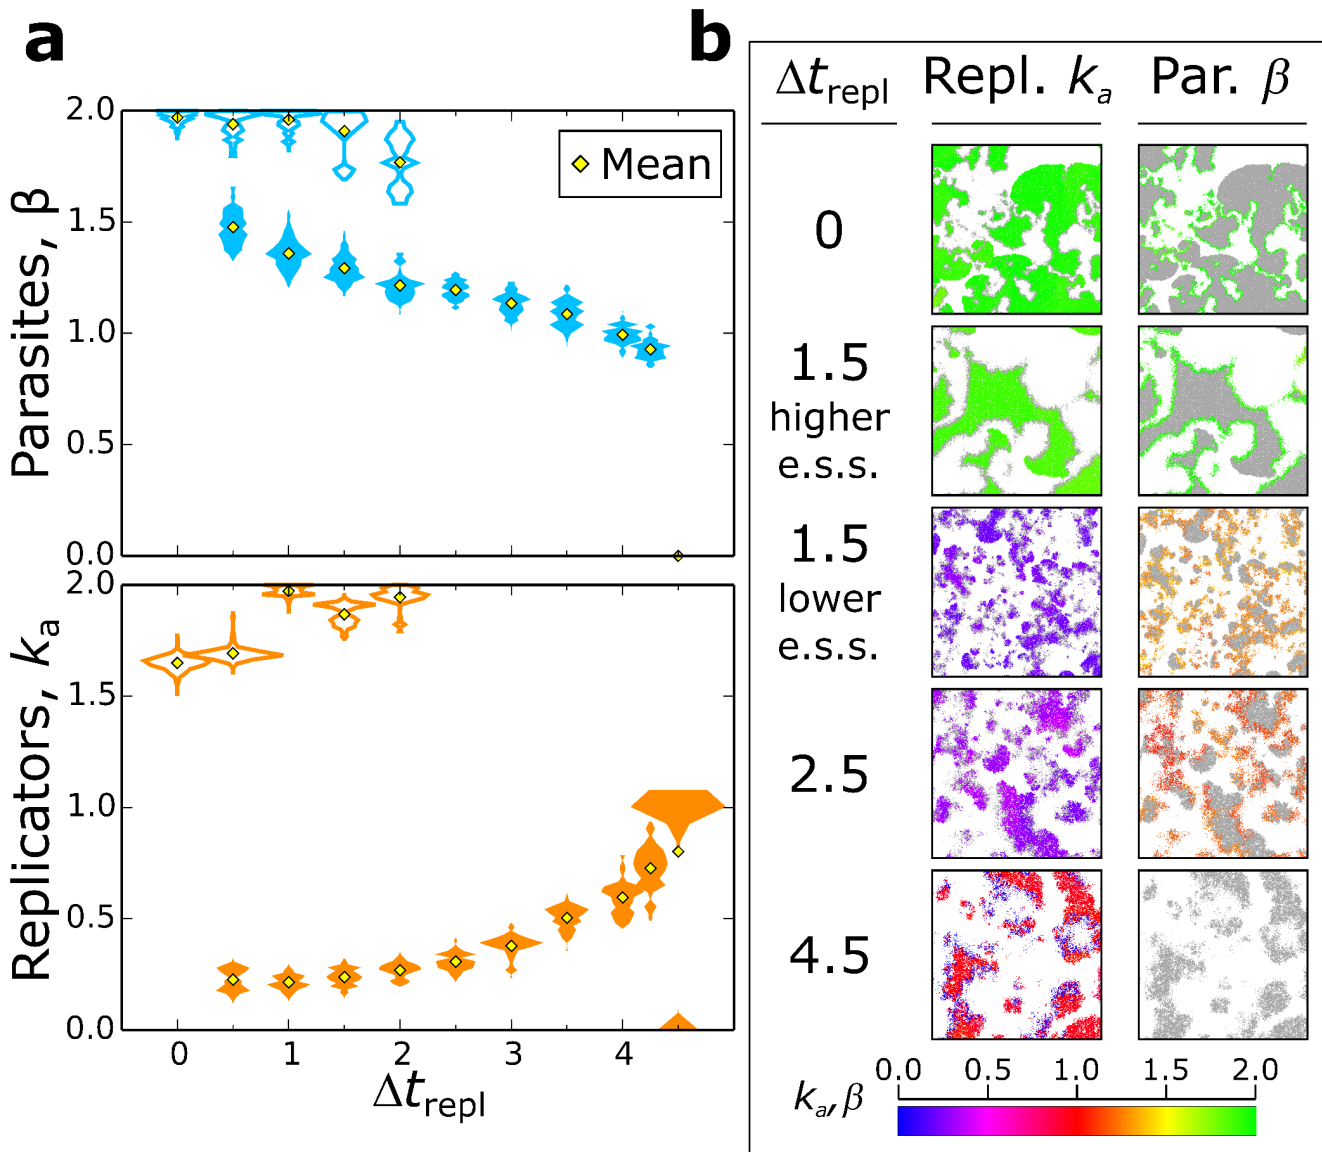 a
Parasites, β
2.0
1.5
1.0
0.5
0.0
Mean
Replicators, kₐ
2.0
1.5
1.0
0.5
0.0
0 1 2 3 4
Δt_repl
b
Δt_repl Repl. kₐ Par. β
0
1.5
higher
e.s.s.
1.5
lower
e.s.s.
2.5
4.5
0.0 0.5 1.0 1.5 2.0
kₐ,β